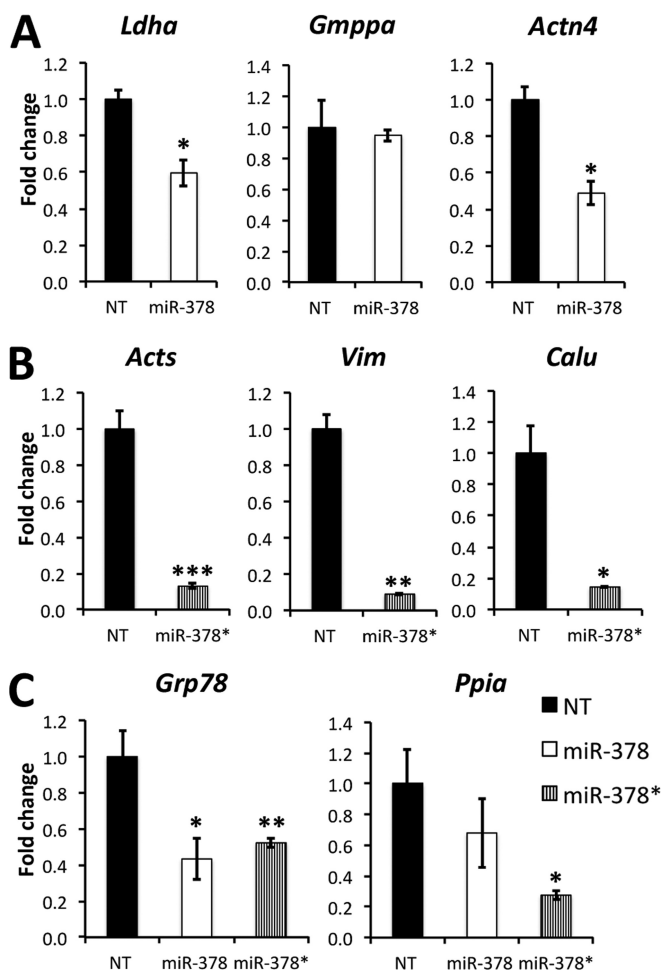 A
Ldha
Gmppa
Actn4
Fold change
1.2
1.0
0.8
0.6
0.4
0.2
0.0
*
NT miR-378
1.4
1.2
1.0
0.8
0.6
0.4
0.2
0.0
NT miR-378
1.2
1.0
0.8
0.6
0.4
0.2
0.0
*
NT miR-378
B
Acts
Vim
Calu
Fold change
1.2
1.0
0.8
0.6
0.4
0.2
0.0
***
NT miR-378*
1.2
1.0
0.8
0.6
0.4
0.2
0.0
**
NT miR-378*
1.4
1.2
1.0
0.8
0.6
0.4
0.2
0.0
*
NT miR-378*
C
Grp78
Ppia
Fold change
1.2
1.0
0.8
0.6
0.4
0.2
0.0
*
**
NT miR-378 miR-378*
1.4
1.2
1.0
0.8
0.6
0.4
0.2
0.0
*
NT miR-378 miR-378*
NT
miR-378
miR-378*